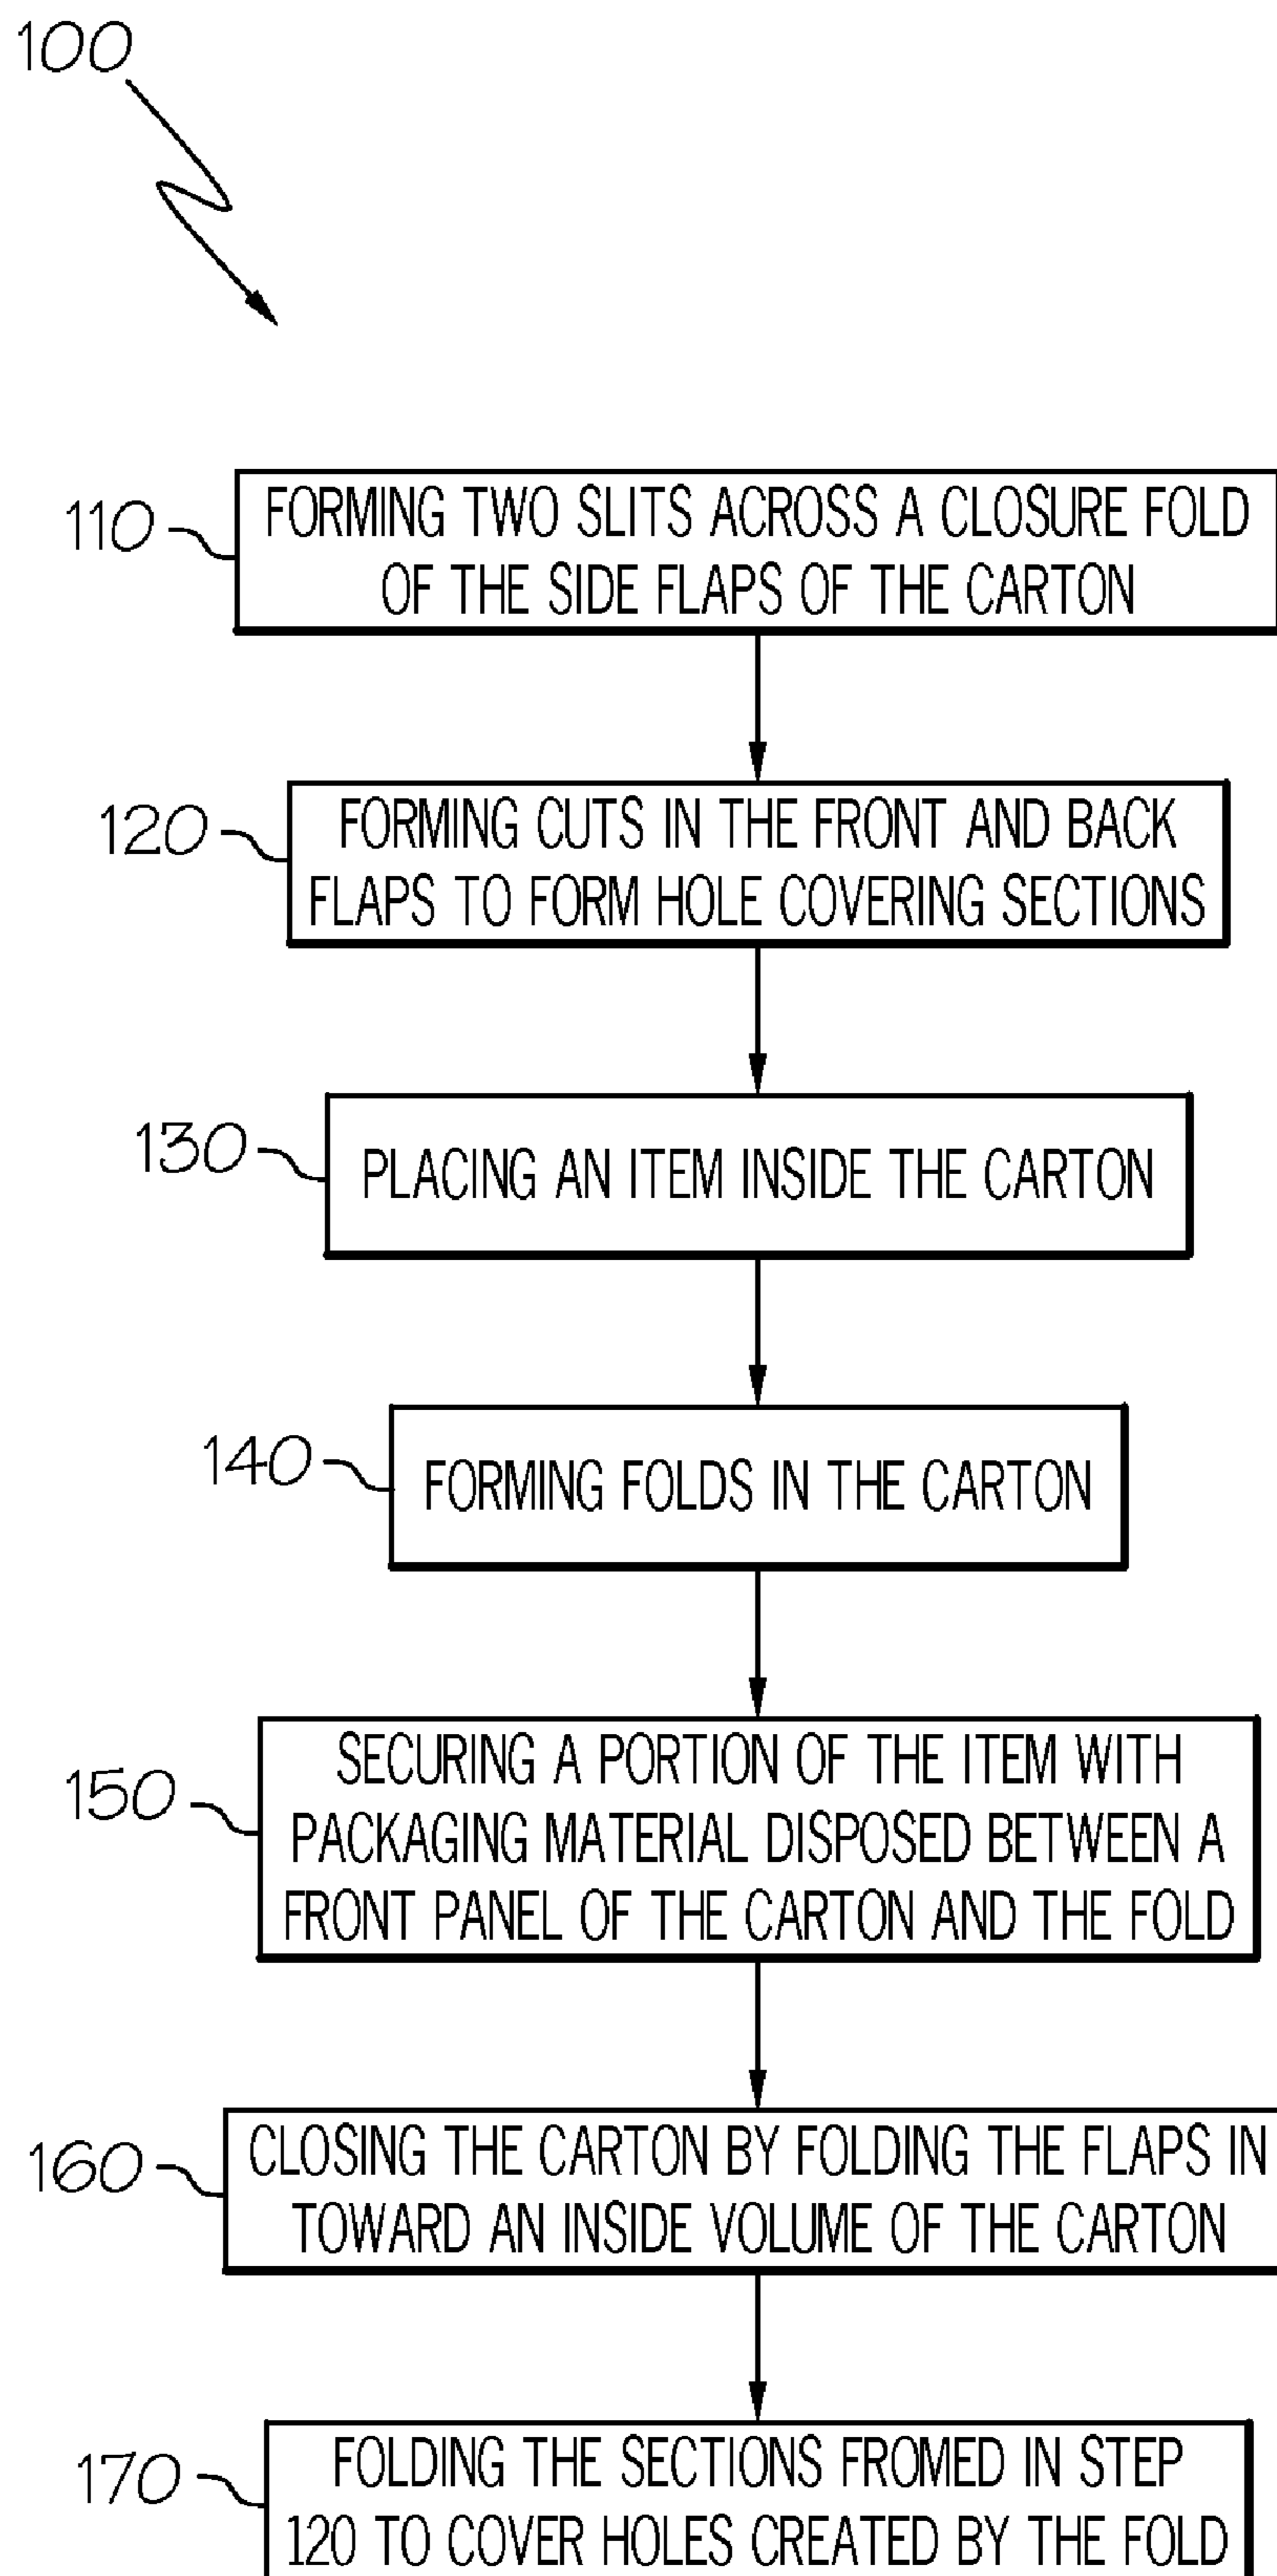 100
110
FORMING TWO SLITS ACROSS A CLOSURE FOLD
OF THE SIDE FLAPS OF THE CARTON
120
FORMING CUTS IN THE FRONT AND BACK
FLAPS TO FORM HOLE COVERING SECTIONS
130
PLACING AN ITEM INSIDE THE CARTON
140
FORMING FOLDS IN THE CARTON
150
SECURING A PORTION OF THE ITEM WITH
PACKAGING MATERIAL DISPOSED BETWEEN A
FRONT PANEL OF THE CARTON AND THE FOLD
160
CLOSING THE CARTON BY FOLDING THE FLAPS IN
TOWARD AN INSIDE VOLUME OF THE CARTON
170
FOLDING THE SECTIONS FROMED IN STEP
120 TO COVER HOLES CREATED BY THE FOLD